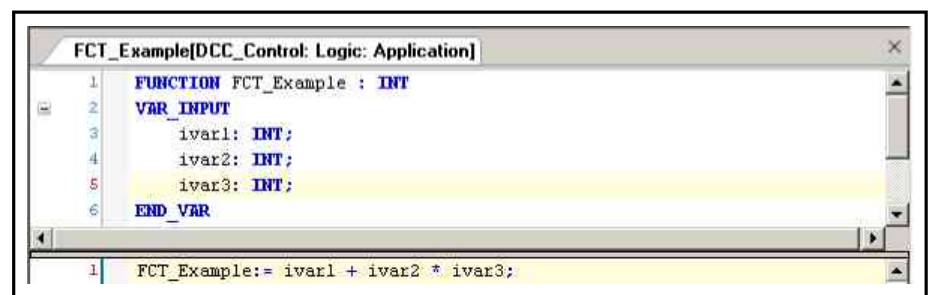 FCT_Example[DCC_Control: Logic: Application]
1 FUNCTION FCT_Example : INT
2 VAR_INPUT
3 ivar1: INT;
4 ivar2: INT;
5 ivar3: INT;
6 END_VAR
1 FCT_Example:= ivar1 + ivar2 * ivar3;